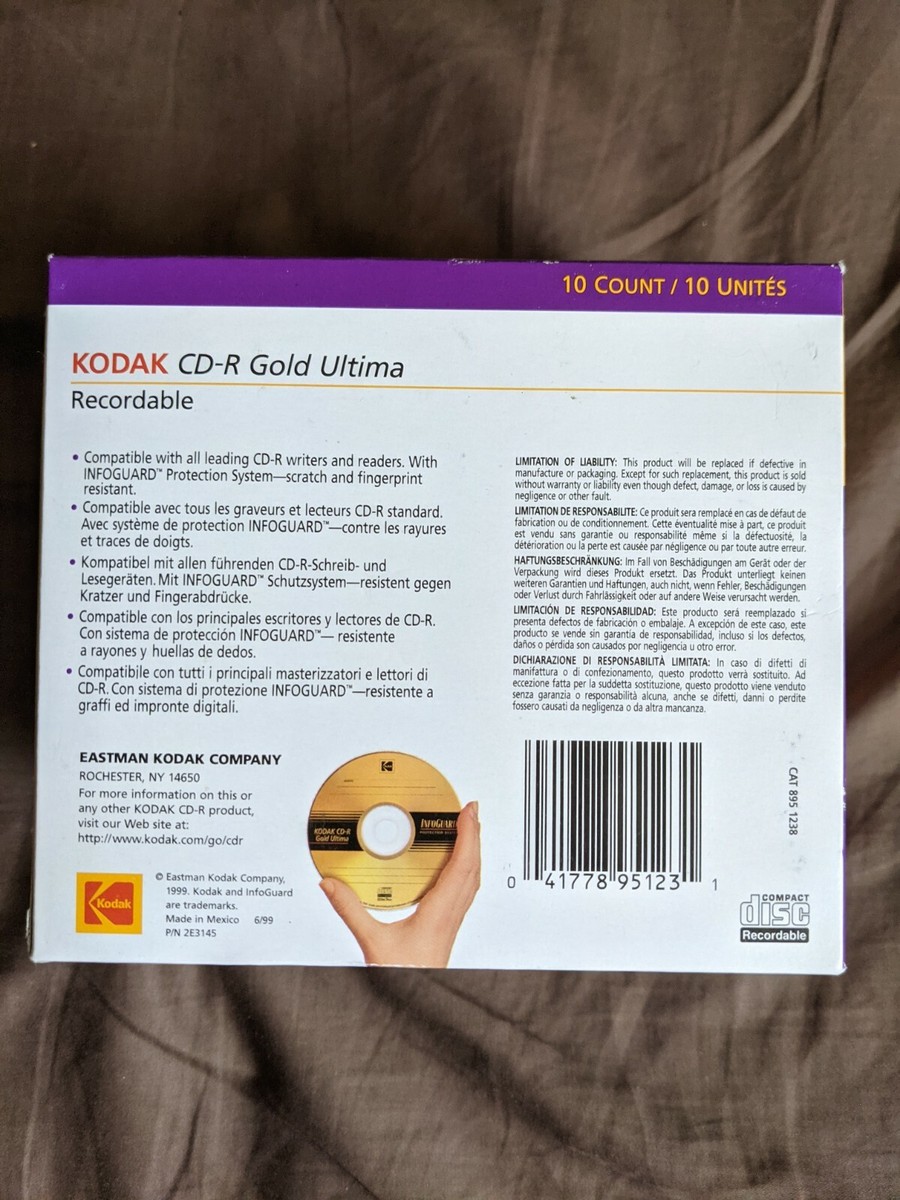 10 COUNT / 10 UNITÉS
KODAK CD-R Gold Ultima
Recordable
• Compatible with all leading CD-R writers and readers. With
INFOGUARD™ Protection System—scratch and fingerprint
resistant.
• Compatible avec tous les graveurs et lecteurs CD-R standard.
Avec système de protection INFOGUARD™—contre les rayures
et traces de doigts.
• Kompatibel mit allen führenden CD-R-Schreib- und
Lesegeräten. Mit INFOGUARD™ Schutzsystem—resistent gegen
Kratzer und Fingerabdrücke.
• Compatible con los principales escritores y lectores de CD-R.
Con sistema de protección INFOGUARD™— resistente
a rayones y huellas de dedos.
• Compatibile con tutti i principali masterizzatori e lettori di
CD-R. Con sistema di protezione INFOGUARD™—resistente a
graffi ed impronte digitali.
LIMITATION OF LIABILITY: This product will be replaced if defective in
manufacture or packaging. Except for such replacement, this product is sold
without warranty or liability even though defect, damage, or loss is caused by
negligence or other fault.
LIMITATION DE RESPONSABILITE: Ce produit sera remplacé en cas de défaut de
fabrication ou de conditionnement. Cette éventualité mise à part, ce produit
est vendu sans garantie ou responsabilité même si la défectuosité, la
détérioration ou la perte est causée par négligence ou par toute autre erreur.
HAFTUNGSBESCHRÄNKUNG: Im Fall von Beschädigungen am Gerät oder der
Verpackung wird dieses Produkt ersetzt. Das Produkt unterliegt keinen
weiteren Garantien und Haftungen, auch nicht, wenn Fehler, Beschädigungen
oder Verlust durch Fahrlässigkeit oder auf andere Weise verursacht werden.
LIMITACIÓN DE RESPONSABILIDAD: Este producto será reemplazado si
presenta defectos de fabricación o embalaje. A excepción de este caso, este
producto se vende sin garantía de responsabilidad, incluso si los defectos,
daños o pérdida son causados por negligencia u otro error.
DICHIARAZIONE DI RESPONSABILITÀ LIMITATA: In caso di difetti di
manifattura o di confezionamento, questo prodotto verrà sostituito. Ad
eccezione fatta per la suddetta sostituzione, questo prodotto viene venduto
senza garanzia o responsabilità alcuna, anche se difetti, danni o perdite
fossero causati da negligenza o da altra mancanza.
EASTMAN KODAK COMPANY
ROCHESTER, NY 14650
For more information on this or
any other KODAK CD-R product,
visit our Web site at:
http://www.kodak.com/go/cdr
Kodak
© Eastman Kodak Company,
1999. Kodak and InfoGuard
are trademarks.
Made in Mexico 6/99
P/N 2E3145
KODAK CD-R
Gold Ultima
INFOGUARD
0 41778 95123 1
CAT 895 1238
COMPACT
disc
Recordable